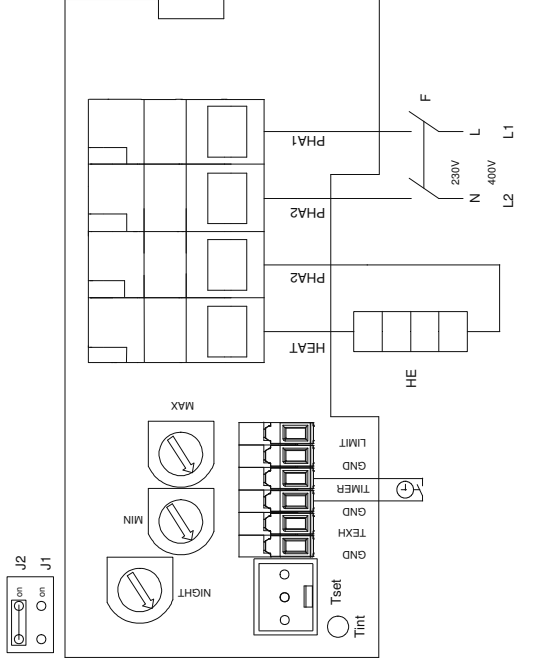 PHA1
PHA2
PHA2
HEAT
F
L
L1
230V
400V
N
L2
HE
MAX
MIN
NIGHT
LIMIT
GND
TIMER
GND
TEXH
GND
Tset
Tint
J2
J1
on
on